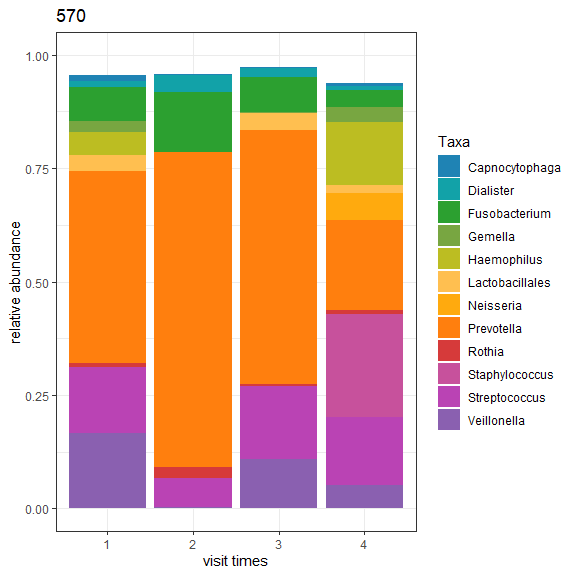 570
relative abundance
1.00
0.75
0.50
0.25
0.00
1 2 3 4
visit times
Taxa
Capnocytophaga
Dialister
Fusobacterium
Gemella
Haemophilus
Lactobacillales
Neisseria
Prevotella
Rothia
Staphylococcus
Streptococcus
Veillonella